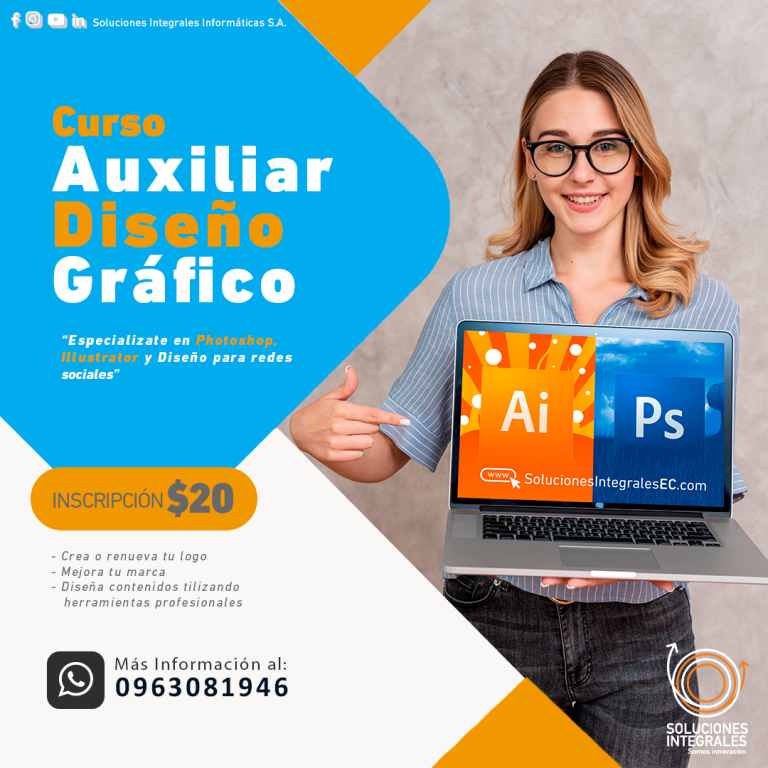 Soluciones Integrales Informáticas S.A.
Curso
Auxiliar
Diseño
Gráfico
“Especializate en Photoshop,
Illustrator y Diseño para redes
sociales”
INSCRIPCIÓN $20
- Crea o renueva tu logo
- Mejora tu marca
- Diseña contenidos tilizando
herramientas profesionales
Más Información al:
0963081946
Ai
Ps
www
SolucionesIntegralesEC.com
SOLUCIONES
INTEGRALES
Somos innovación